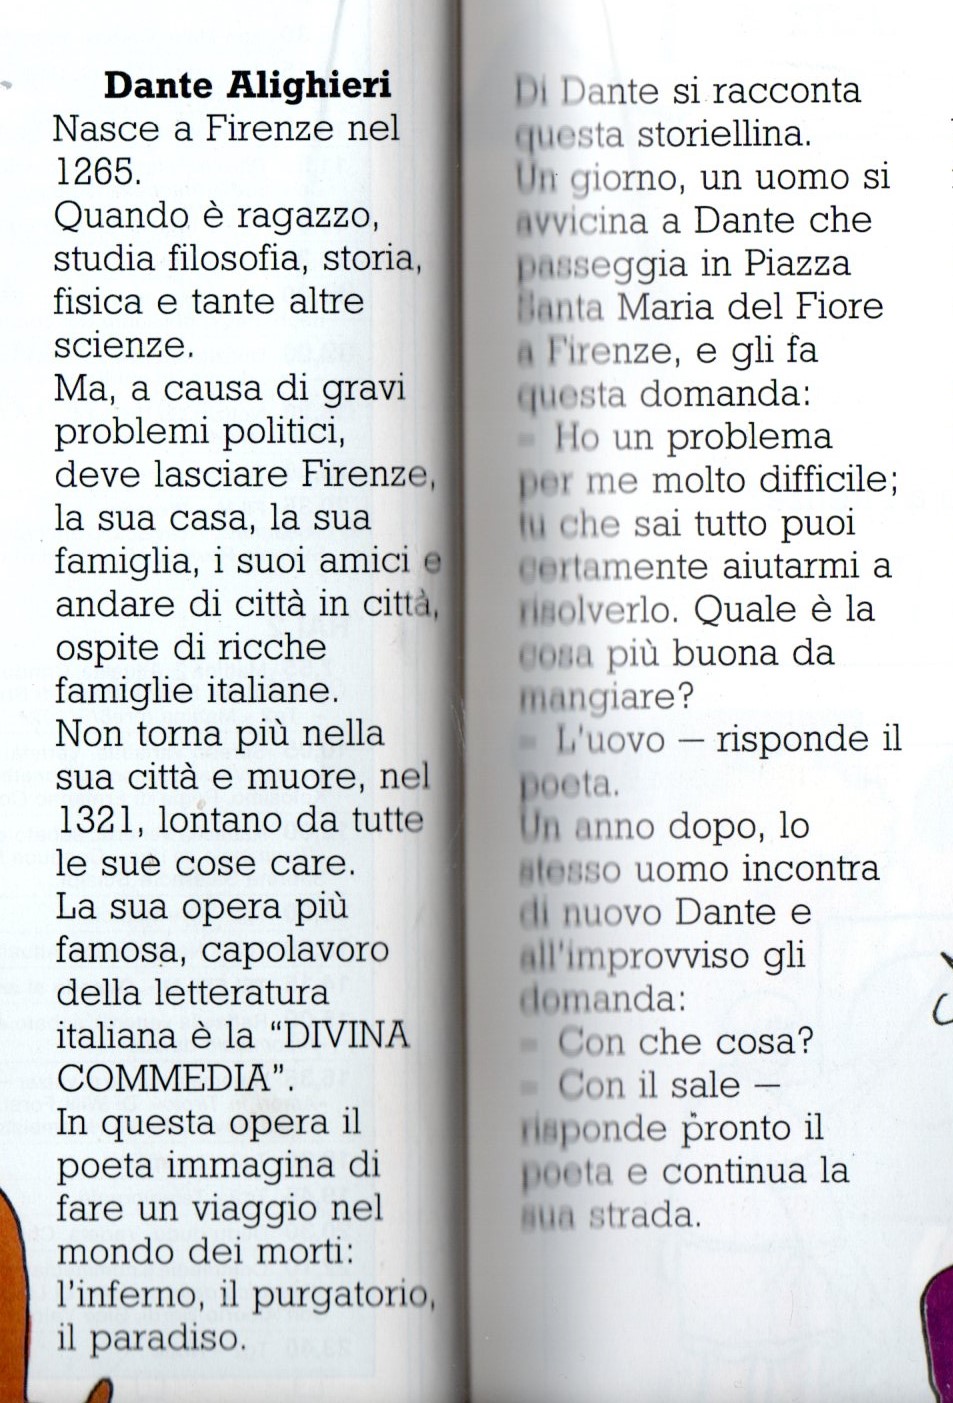 Dante Alighieri
Nasce a Firenze nel
1265.
Quando è ragazzo,
studia filosofia, storia,
fisica e tante altre
scienze.
Ma, a causa di gravi
problemi politici,
deve lasciare Firenze,
la sua casa, la sua
famiglia, i suoi amici e
andare di città in città,
ospite di ricche
famiglie italiane.
Non torna più nella
sua città e muore, nel
1321, lontano da tutte
le sue cose care.
La sua opera più
famosa, capolavoro
della letteratura
italiana è la “DIVINA
COMMEDIA”.
In questa opera il
poeta immagina di
fare un viaggio nel
mondo dei morti:
l'inferno, il purgatorio,
il paradiso.
Di Dante si racconta
questa storiellina.
Un giorno, un uomo si
avvicina a Dante che
passeggia in Piazza
Santa Maria del Fiore
a Firenze, e gli fa
questa domanda:
– Ho un problema
per me molto difficile;
tu che sai tutto puoi
certamente aiutarmi a
risolverlo. Quale è la
cosa più buona da
mangiare?
– L'uovo – risponde il
poeta.
Un anno dopo, lo
stesso uomo incontra
di nuovo Dante e
all'improvviso gli
domanda:
– Con che cosa?
– Con il sale –
risponde pronto il
poeta e continua la
sua strada.